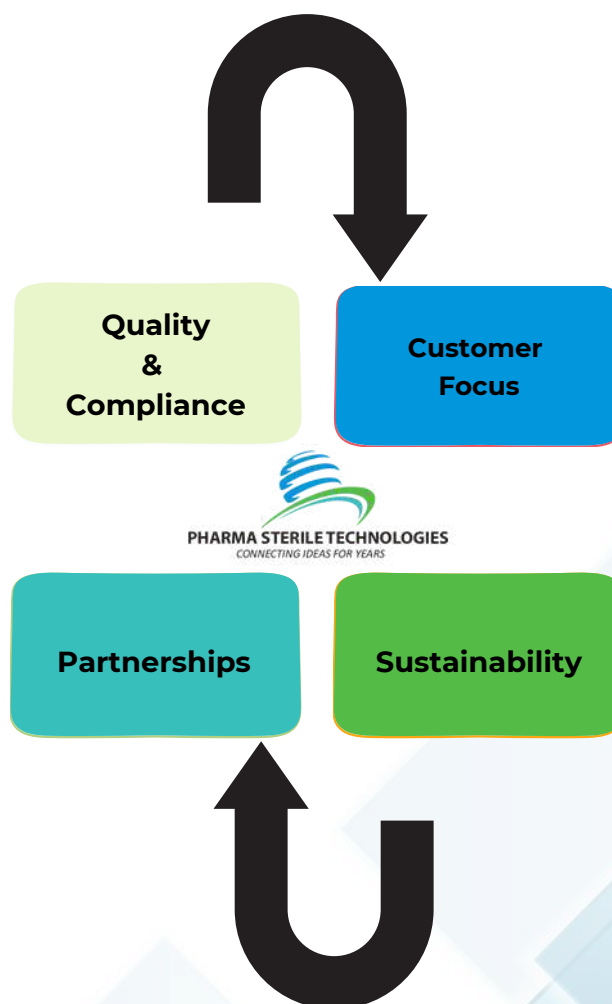 Quality
&
Compliance
Customer
Focus
PHARMA STERILE TECHNOLOGIES
CONNECTING IDEAS FOR YEARS
Partnerships
Sustainability